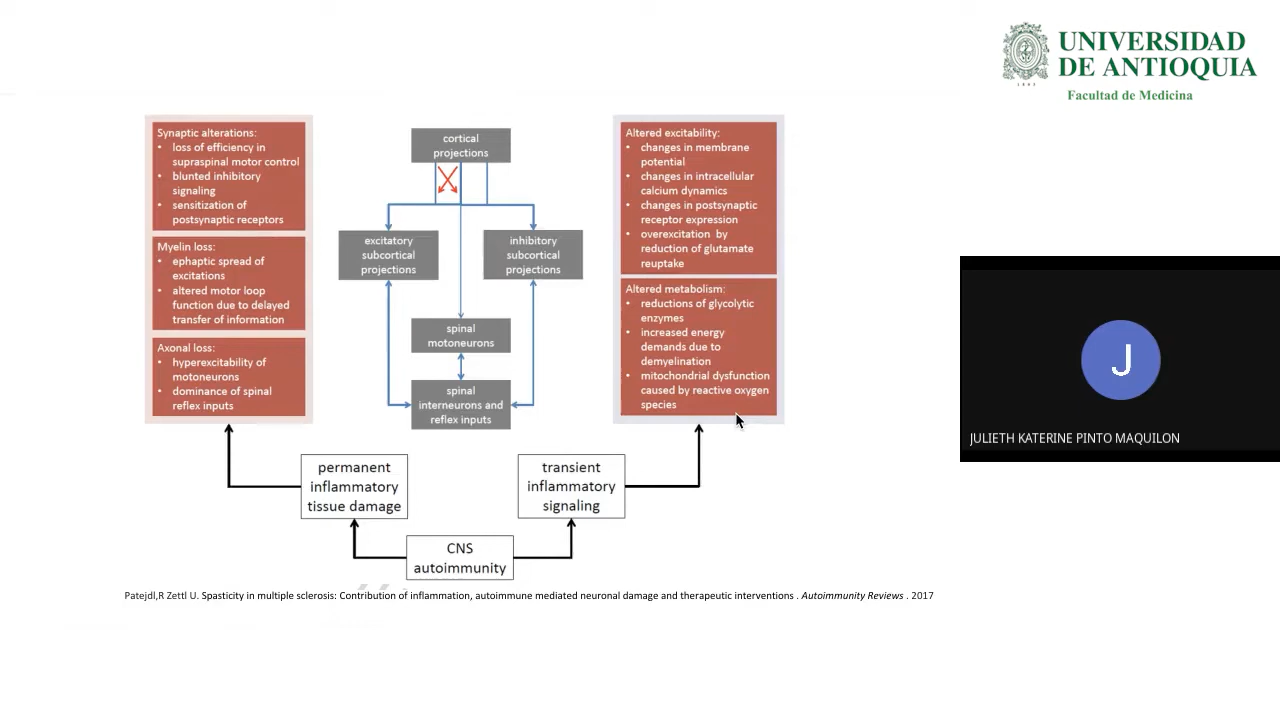 UNIVERSIDAD
DE ANTIOQUIA
Facultad de Medicina
1803
Synaptic alterations:
• loss of efficiency in
supraspinal motor control
• blunted inhibitory
signaling
• sensitization of
postsynaptic receptors
Myelin loss:
• ephaptic spread of
excitations
• altered motor loop
function due to delayed
transfer of information
Axonal loss:
• hyperexcitability of
motoneurons
• dominance of spinal
reflex inputs
cortical
projections
excitatory
subcortical
projections
inhibitory
subcortical
projections
spinal
motoneurons
spinal
interneurons and
reflex inputs
Altered excitability:
• changes in membrane
potential
• changes in intracellular
calcium dynamics
• changes in postsynaptic
receptor expression
• overexcitation by
reduction of glutamate
reuptake
Altered metabolism:
• reductions of glycolytic
enzymes
• increased energy
demands due to
demyelination
• mitochondrial dysfunction
caused by reactive oxygen
species
permanent
inflammatory
tissue damage
transient
inflammatory
signaling
CNS
autoimmunity
Patejdl,R Zettl U. Spasticity in multiple sclerosis: Contribution of inflammation, autoimmune mediated neuronal damage and therapeutic interventions . Autoimmunity Reviews . 2017
J
JULIETH KATERINE PINTO MAQUILON